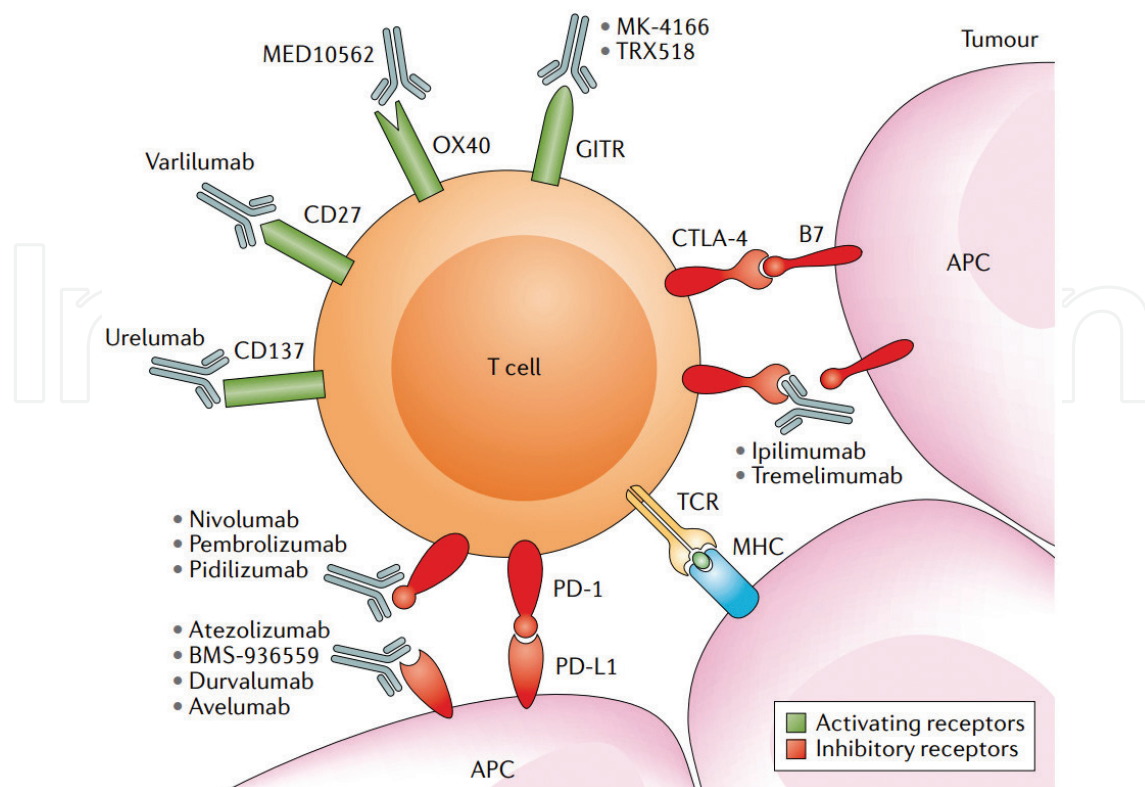 MED10562
• MK-4166
• TRX518
Tumour
OX40
GITR
Varlilumab
CD27
CTLA-4
B7
APC
Urelumab
CD137
T cell
• Ipilimumab
• Tremelimumab
TCR
MHC
• Nivolumab
• Pembrolizumab
• Pidilizumab
PD-1
• Atezolizumab
• BMS-936559
• Durvalumab
• Avelumab
PD-L1
APC
Activating receptors
Inhibitory receptors